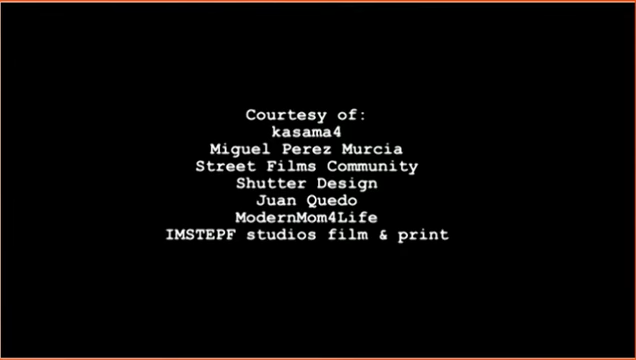 Courtesy of:
kasama4
Miguel Perez Murcia
Street Films Community
Shutter Design
Juan Quedo
ModernMom4Life
IMSTEPF studios film & print